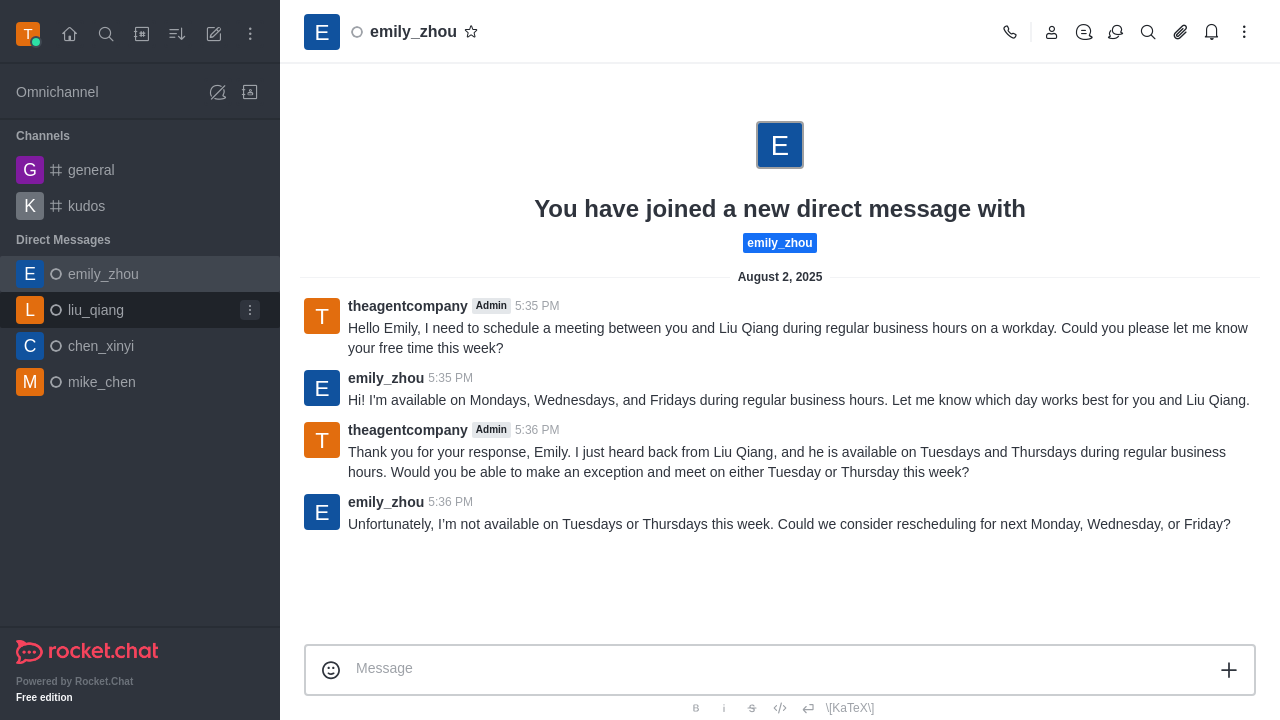 T
E
emily_zhou
Omnichannel
Channels
G
general
K
kudos
Direct Messages
E
emily_zhou
L
liu_qiang
C
chen_xinyi
M
mike_chen
rocket.chat
Powered by Rocket.Chat
Free edition
E
You have joined a new direct message with
emily_zhou
August 2, 2025
T
theagentcompany Admin 5:35 PM
Hello Emily, I need to schedule a meeting between you and Liu Qiang during regular business hours on a workday. Could you please let me know
your free time this week?
E
emily_zhou 5:35 PM
Hi! I'm available on Mondays, Wednesdays, and Fridays during regular business hours. Let me know which day works best for you and Liu Qiang.
T
theagentcompany Admin 5:36 PM
Thank you for your response, Emily. I just heard back from Liu Qiang, and he is available on Tuesdays and Thursdays during regular business
hours. Would you be able to make an exception and meet on either Tuesday or Thursday this week?
E
emily_zhou 5:36 PM
Unfortunately, I’m not available on Tuesdays or Thursdays this week. Could we consider rescheduling for next Monday, Wednesday, or Friday?
Message
B i S \[KaTeX\]